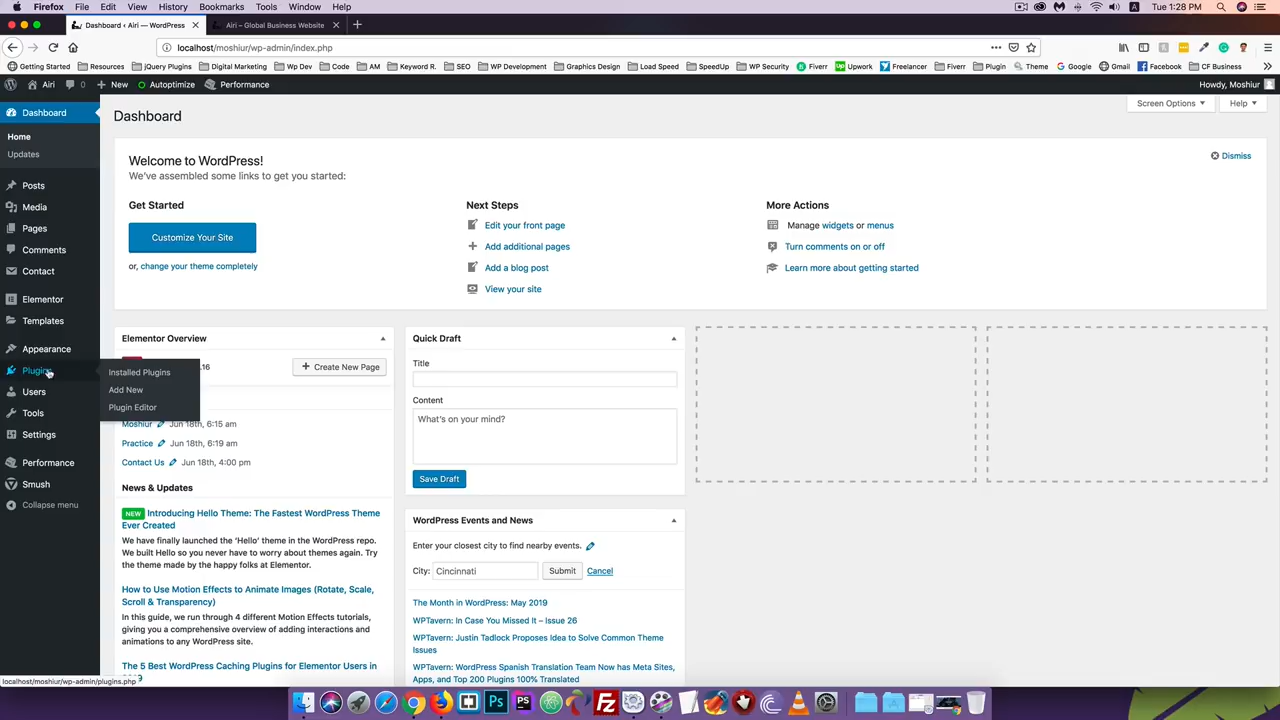 Firefox File Edit View History Bookmarks Tools Window Help
Tue 1:28 PM
Dashboard ‹ Airi — WordPress
Airi – Global Business Website
localhost/moshiur/wp-admin/index.php
Getting Started Resources jQuery Plugins Digital Marketing Wp Dev Code AM Keyword R. SEO WP Development Graphics Design Load Speed SpeedUp WP Security Fiverr Upwork Freelancer Fiverr Plugin Theme Google Gmail Facebook CF Business
Airi 0 New Autoptimize Performance
Howdy, Moshiur
Dashboard
Home
Updates
Posts
Media
Pages
Comments
Contact
Elementor
Templates
Appearance
Plugins
Users
Tools
Settings
Performance
Smush
Collapse menu
Installed Plugins
Add New
Plugin Editor
Dashboard
Screen Options
Help
Welcome to WordPress!
We've assembled some links to get you started:
Dismiss
Get Started
Customize Your Site
or, change your theme completely
Next Steps
Edit your front page
Add additional pages
Add a blog post
View your site
More Actions
Manage widgets or menus
Turn comments on or off
Learn more about getting started
Elementor Overview
.16
Create New Page
Moshiur Jun 18th, 6:15 am
Practice Jun 18th, 6:19 am
Contact Us Jun 18th, 4:00 pm
News & Updates
NEW Introducing Hello Theme: The Fastest WordPress Theme
Ever Created
We have finally launched the 'Hello' theme in the WordPress repo.
We built Hello so you never have to worry about themes again. Try
the theme made by the happy folks at Elementor.
How to Use Motion Effects to Animate Images (Rotate, Scale,
Scroll & Transparency)
In this guide, we run through 4 different Motion Effects tutorials,
giving you a comprehensive overview of adding interactions and
animations to any WordPress site.
The 5 Best WordPress Caching Plugins for Elementor Users in
Quick Draft
Title
Content
What's on your mind?
Save Draft
WordPress Events and News
Enter your closest city to find nearby events.
City: Cincinnati Submit Cancel
The Month in WordPress: May 2019
WPTavern: In Case You Missed It – Issue 26
WPTavern: Justin Tadlock Proposes Idea to Solve Common Theme
Issues
WPTavern: WordPress Spanish Translation Team Now has Meta Sites,
Apps, and Top 200 Plugins 100% Translated
localhost/moshiur/wp-admin/plugins.php